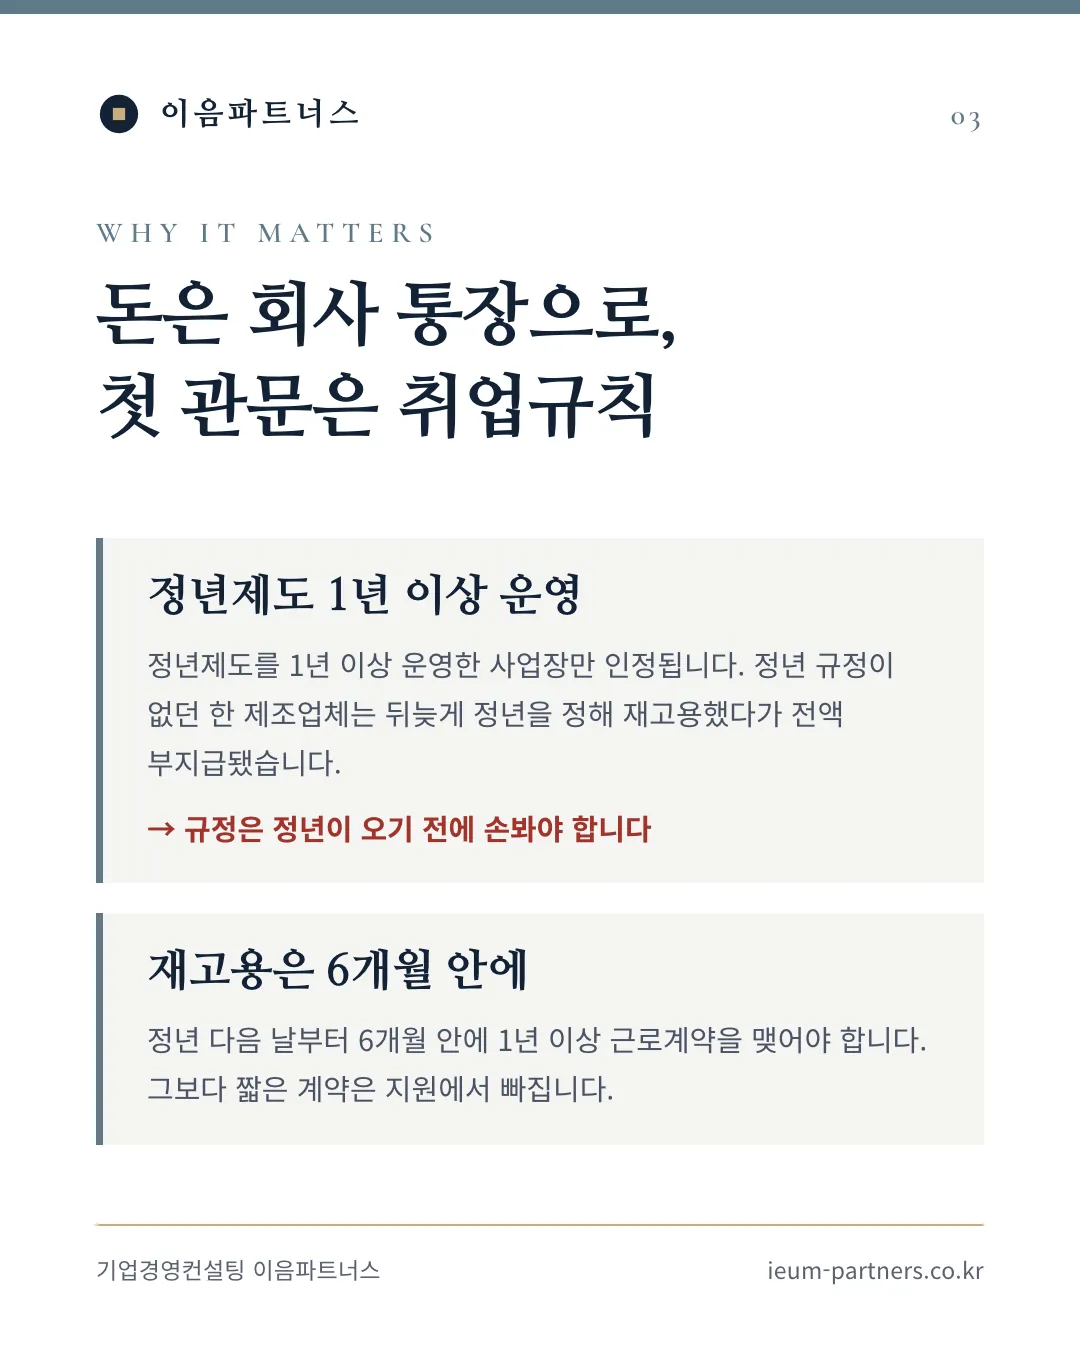 이음파트너스
03
WHY IT MATTERS
돈은 회사 통장으로,
첫 관문은 취업규칙
정년제도 1년 이상 운영
정년제도를 1년 이상 운영한 사업장만 인정됩니다. 정년 규정이
없던 한 제조업체는 뒤늦게 정년을 정해 재고용했다가 전액
부지급됐습니다.
→ 규정은 정년이 오기 전에 손봐야 합니다
재고용은 6개월 안에
정년 다음 날부터 6개월 안에 1년 이상 근로계약을 맺어야 합니다.
그보다 짧은 계약은 지원에서 빠집니다.
기업경영컨설팅 이음파트너스
ieum-partners.co.kr